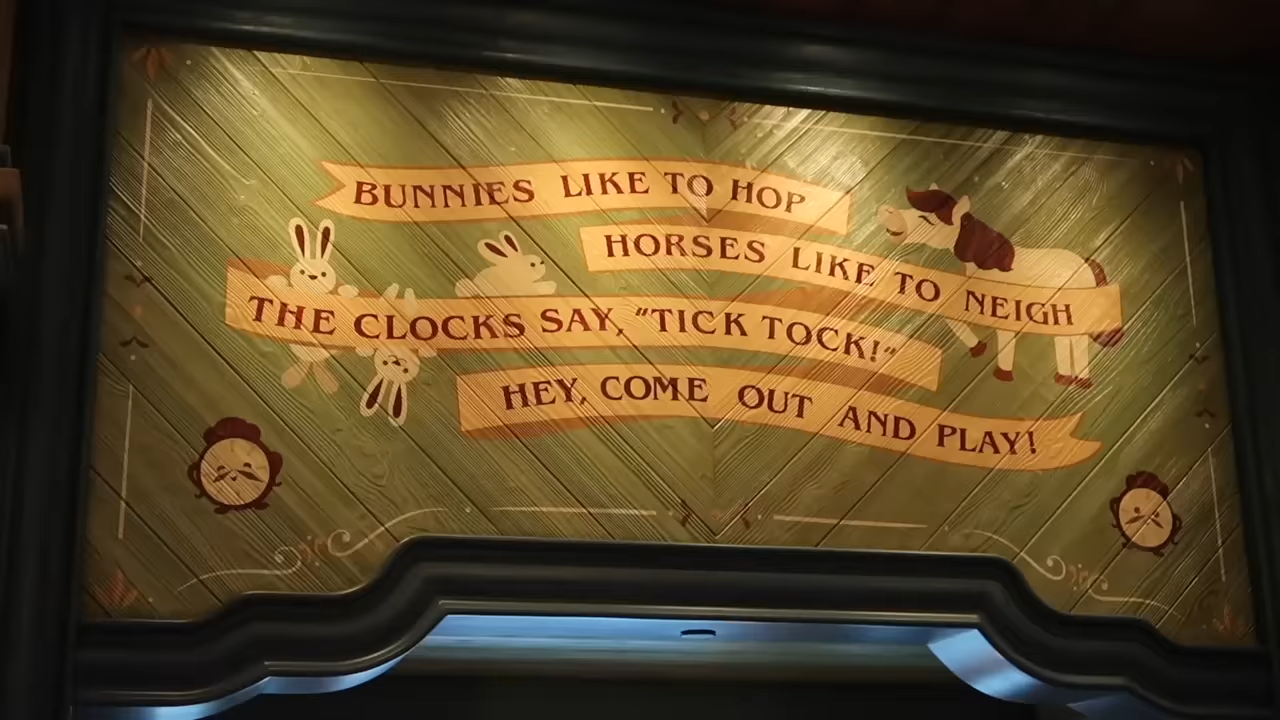 BUNNIES LIKE TO HOP
HORSES LIKE TO NEIGH
THE CLOCKS SAY, "TICK TOCK!"
HEY, COME OUT AND PLAY!